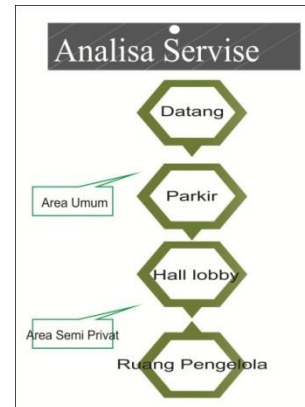 Analisa Servise
Datang
Parkir
Area Umum
Hall lobby
Area Semi Privat
Ruang Pengelola